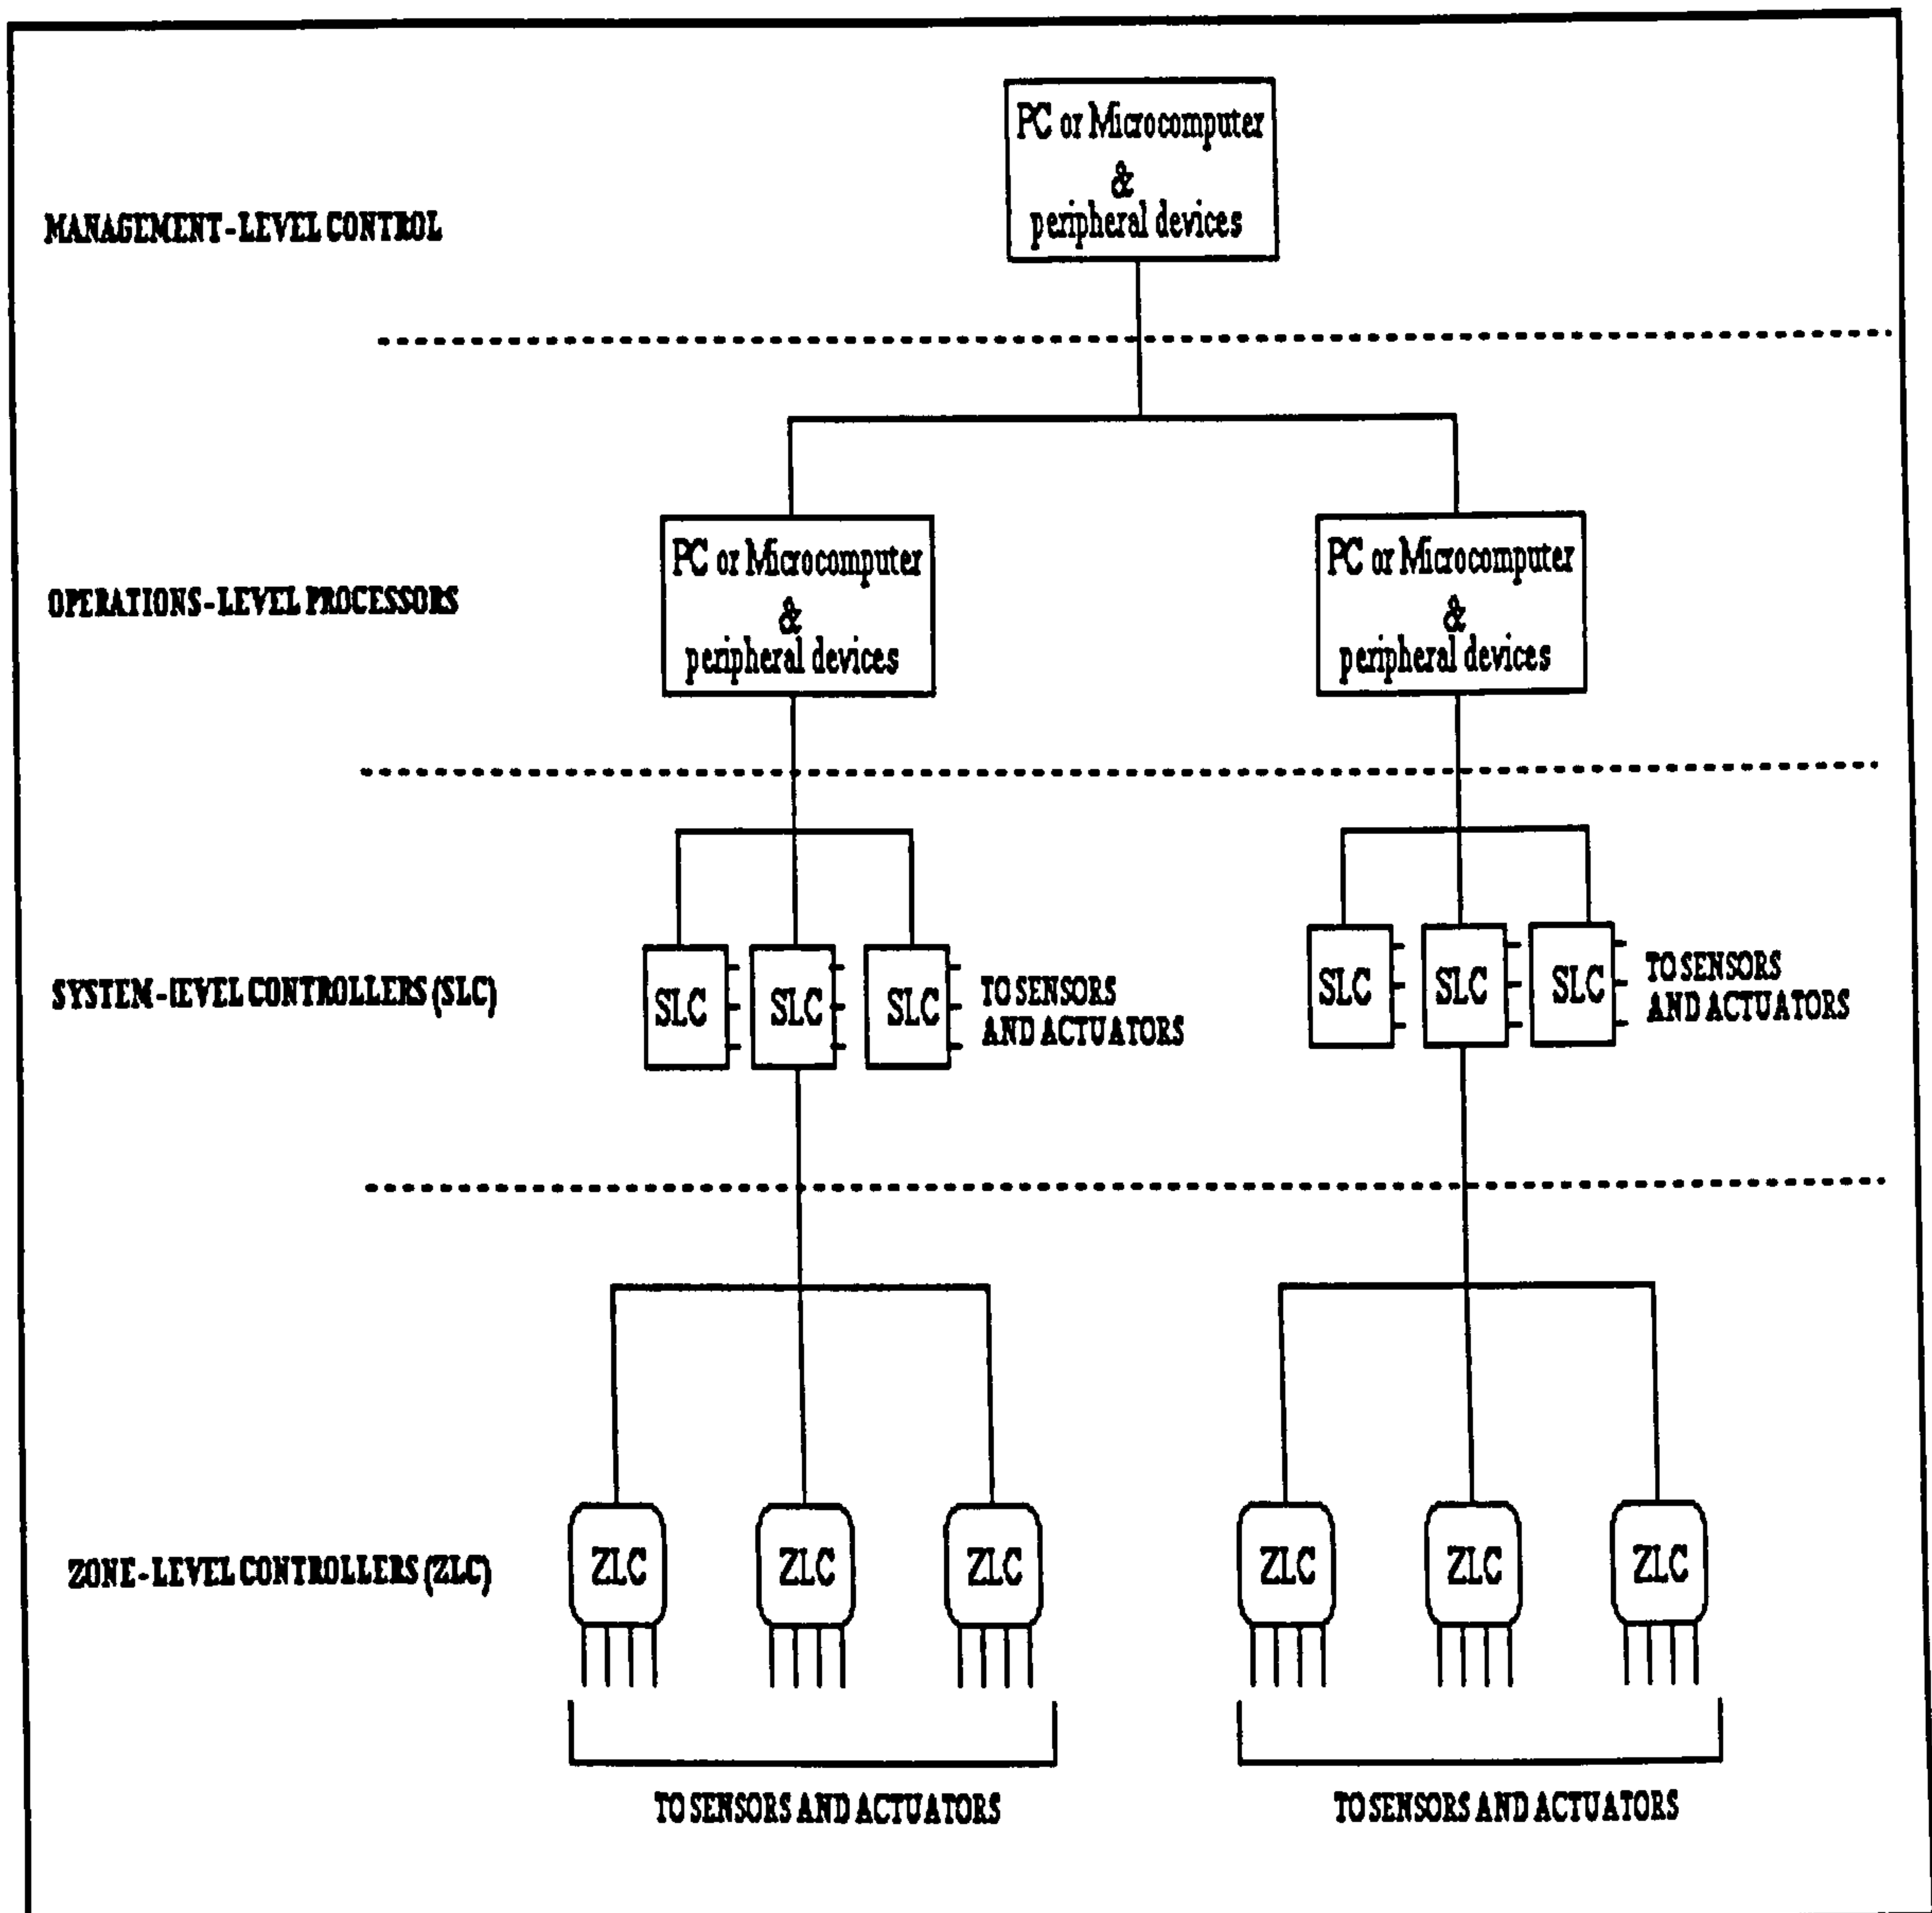 PC or Microcomputer
&
peripheral devices
MANAGEMENT-LEVEL CONTROL
PC or Microcomputer
&
peripheral devices
PC or Microcomputer
&
peripheral devices
OPERATIONS-LEVEL PROCESSORS
SYSTEM-LEVEL CONTROLLERS (SLC)
SLC
SLC
SLC
TO SENSORS
AND ACTUATORS
SLC
SLC
SLC
TO SENSORS
AND ACTUATORS
ZONE-LEVEL CONTROLLERS (ZLC)
ZLC
ZLC
ZLC
ZLC
ZLC
ZLC
TO SENSORS AND ACTUATORS
TO SENSORS AND ACTUATORS